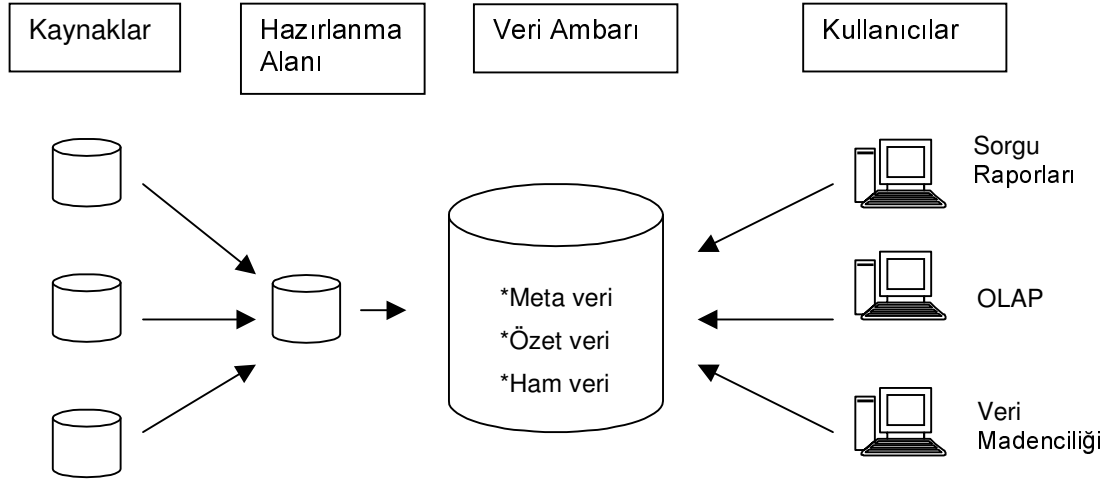 Kaynaklar
Hazırlanma
Alanı
Veri Ambarı
Kullanıcılar
Sorgu
Raporları
*Meta veri
*Özet veri
*Ham veri
OLAP
Veri
Madenciliği